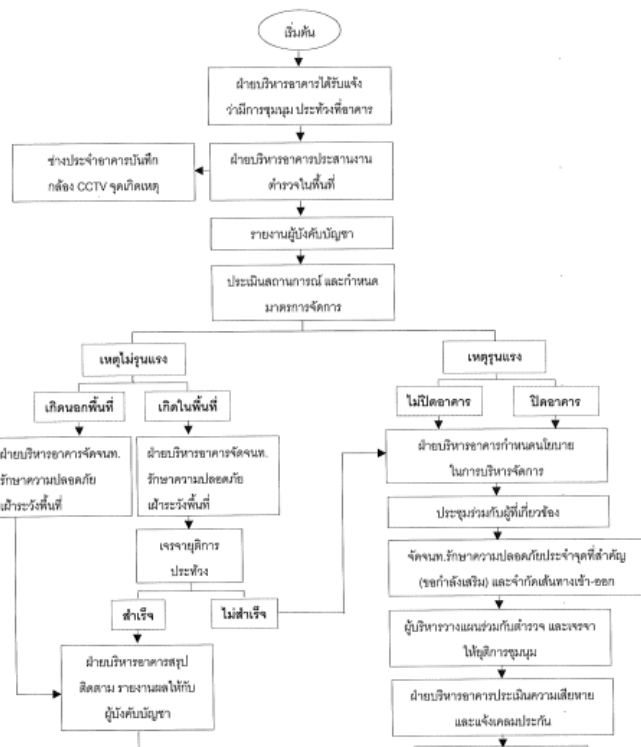 เริ่มต้น
ฝ่ายบริหารอาคารได้รับแจ้ง
ว่ามีการชุมนุม ประท้วงที่อาคาร
ช่างประจำอาคารบันทึก
กล้อง CCTV จุดเกิดเหตุ
ฝ่ายบริหารอาคารประสานงาน
ตำรวจในพื้นที่
รายงานผู้บังคับบัญชา
ประเมินสถานการณ์ และกำหนด
มาตรการจัดการ
เหตุไม่รุนแรง
เหตุรุนแรง
เกิดนอกพื้นที่
เกิดในพื้นที่
ไม่ปิดอาคาร
ปิดอาคาร
ฝ่ายบริหารอาคารจัดจนท.
รักษาความปลอดภัย
เฝ้าระวังพื้นที่
ฝ่ายบริหารอาคารจัดจนท.
รักษาความปลอดภัย
เฝ้าระวังพื้นที่
ฝ่ายบริหารอาคารกำหนดนโยบาย
ในการบริหารจัดการ
ประชุมร่วมกับผู้ที่เกี่ยวข้อง
เจรจายุติการ
ประท้วง
จัดจนท.รักษาความปลอดภัยประจำจุดที่สำคัญ
(ขอกำลังเสริม) และจำกัดเส้นทางเข้า-ออก
สำเร็จ
ไม่สำเร็จ
ผู้บริหารวางแผนร่วมกับตำรวจ และเจรจา
ให้ยุติการชุมนุม
ฝ่ายบริหารอาคารสรุป
ติดตาม รายงานผลให้กับ
ผู้บังคับบัญชา
ฝ่ายบริหารอาคารประเมินความเสียหาย
และแจ้งเคลมประกัน